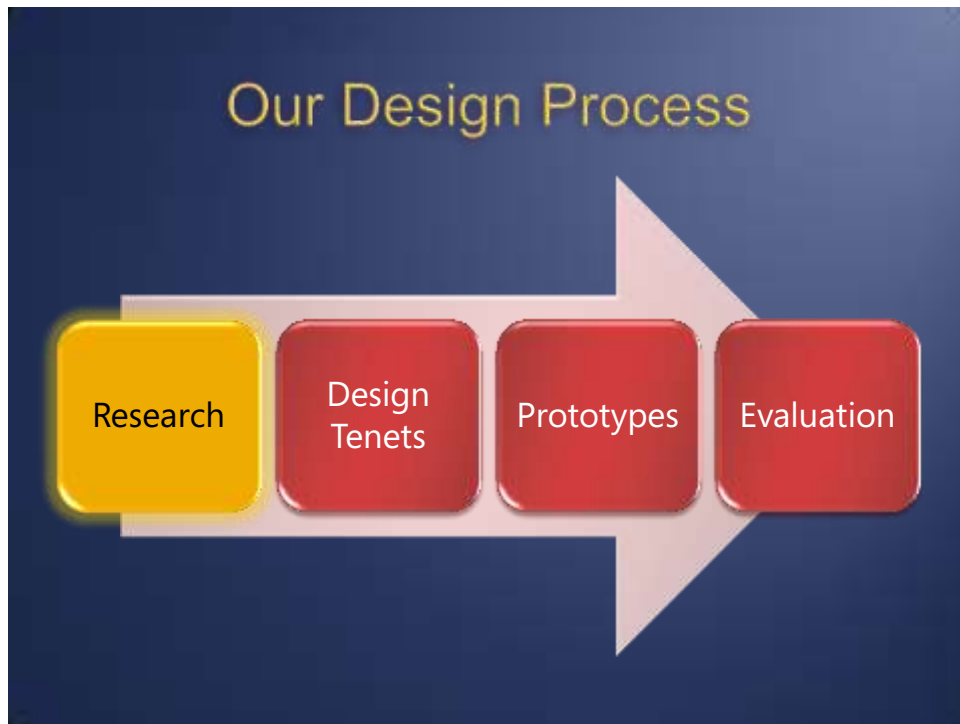 Our Design Process
Research
Design
Tenets
Prototypes
Evaluation